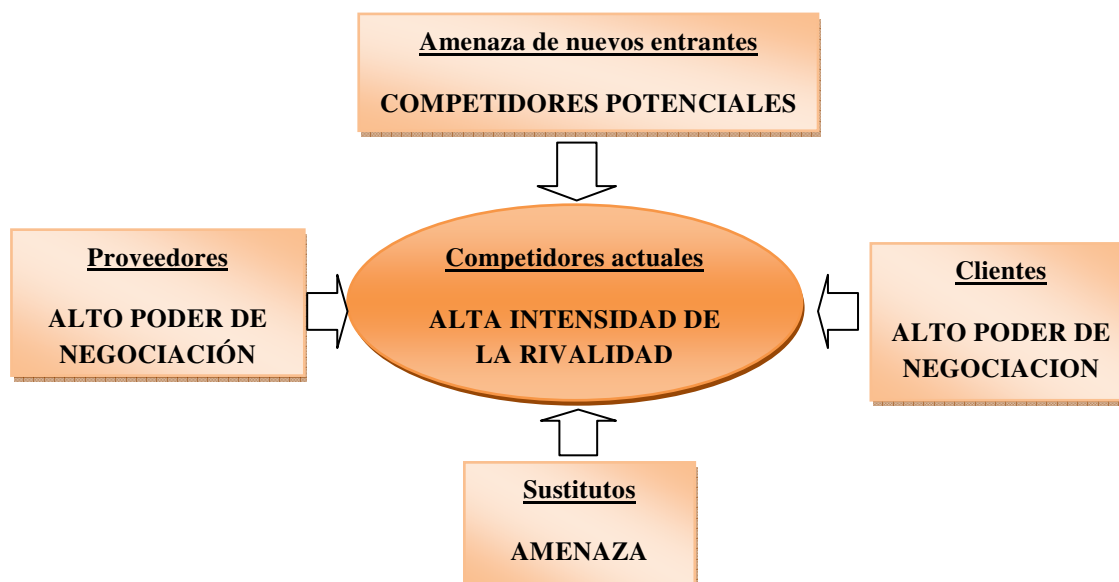 Amenaza de nuevos entrantes
COMPETIDORES POTENCIALES
Proveedores
ALTO PODER DE
NEGOCIACIÓN
Competidores actuales
ALTA INTENSIDAD DE
LA RIVALIDAD
Clientes
ALTO PODER DE
NEGOCIACION
Sustitutos
AMENAZA